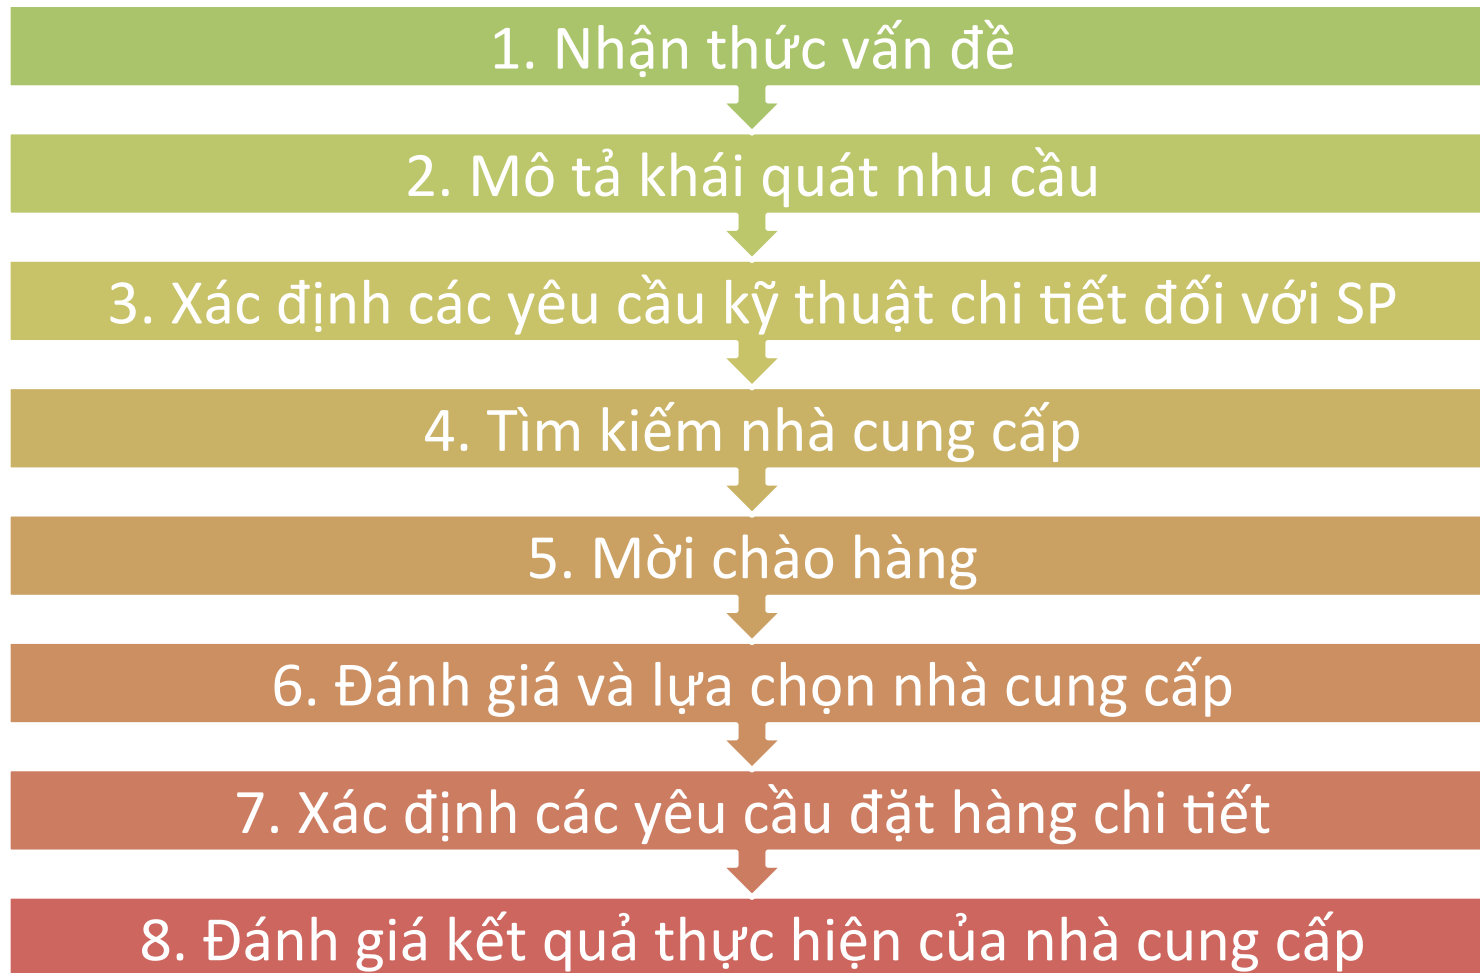 1. Nhận thức vấn đề
2. Mô tả khái quát nhu cầu
3. Xác định các yêu cầu kỹ thuật chi tiết đối với SP
4. Tìm kiếm nhà cung cấp
5. Mời chào hàng
6. Đánh giá và lựa chọn nhà cung cấp
7. Xác định các yêu cầu đặt hàng chi tiết
8. Đánh giá kết quả thực hiện của nhà cung cấp